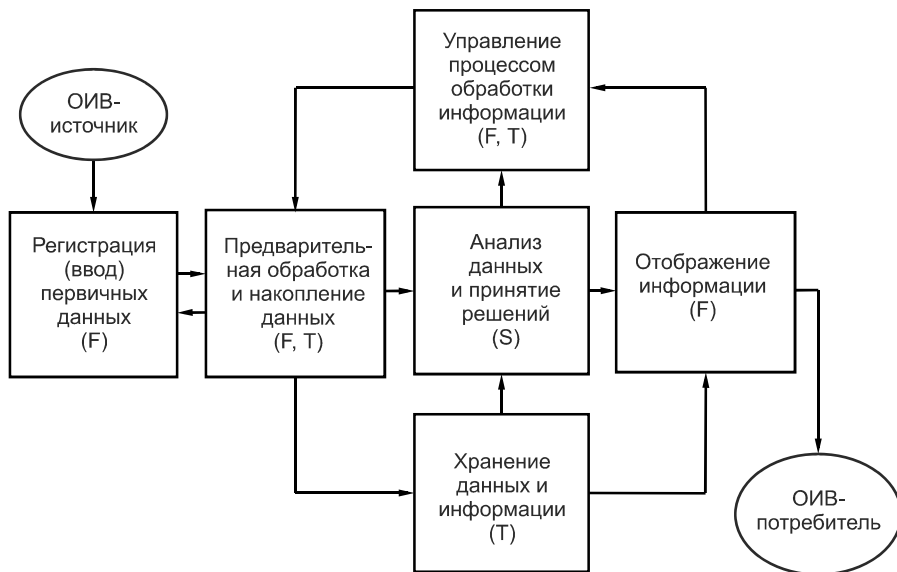 Управление
процессом
обработки
информации
(F, T)
ОИВ-
источник
Регистрация
(ввод)
первичных
данных
(F)
Предваритель-
ная обработка
и накопление
данных
(F, T)
Анализ
данных
и принятие
решений
(S)
Отображение
информации
(F)
Хранение
данных и
информации
(T)
ОИВ-
потребитель